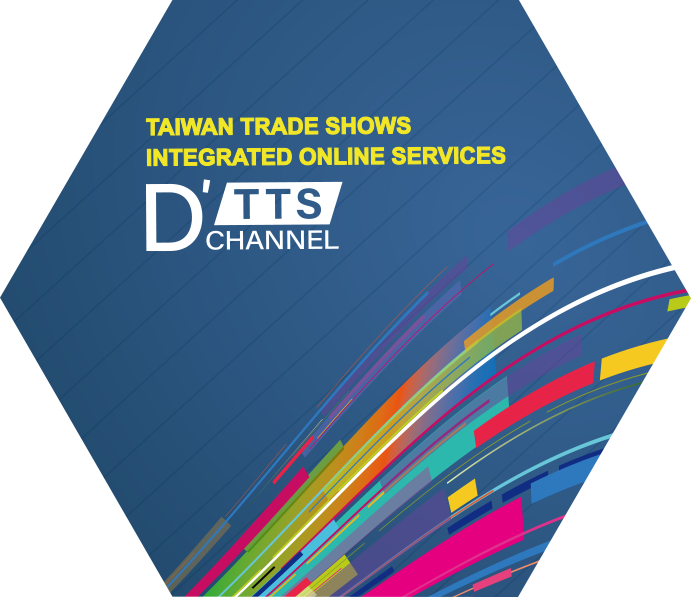 TAIWAN TRADE SHOWS
INTEGRATED ONLINE SERVICES
D' TTS
CHANNEL